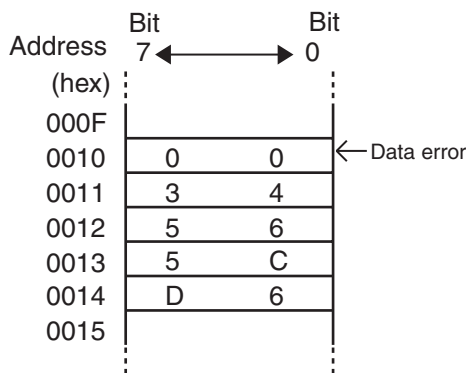 Bit Bit
Address 7 0
(hex)
000F
0010 0 0 Data error
0011 3 4
0012 5 6
0013 5 C
0014 D 6
0015